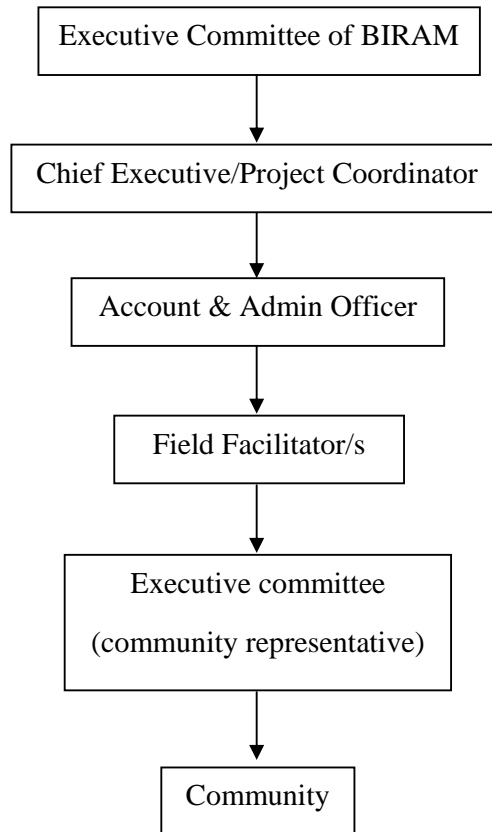 Executive Committee of BIRAM
Chief Executive/Project Coordinator
Account & Admin Officer
Field Facilitator/s
Executive committee
(community representative)
Community